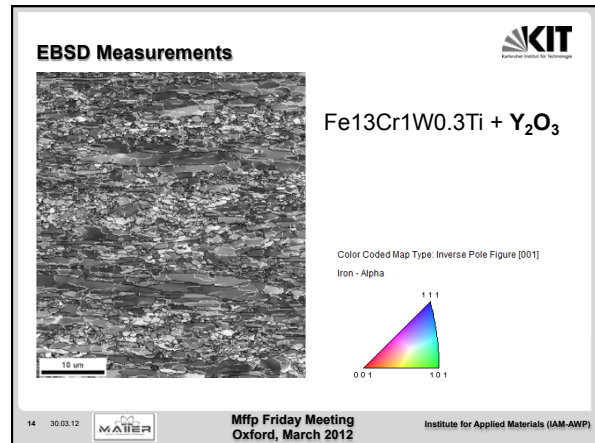 EBSD Measurements
KIT
Karlsruher Institut für Technologie
Fe13Cr1W0.3Ti + Y₂O₃
Color Coded Map Type: Inverse Pole Figure [001]
Iron - Alpha
1 1 1
0 0 1
1 0 1
10 um
14
30.03.12
MATTER
Mffp Friday Meeting
Oxford, March 2012
Institute for Applied Materials (IAM-AWP)